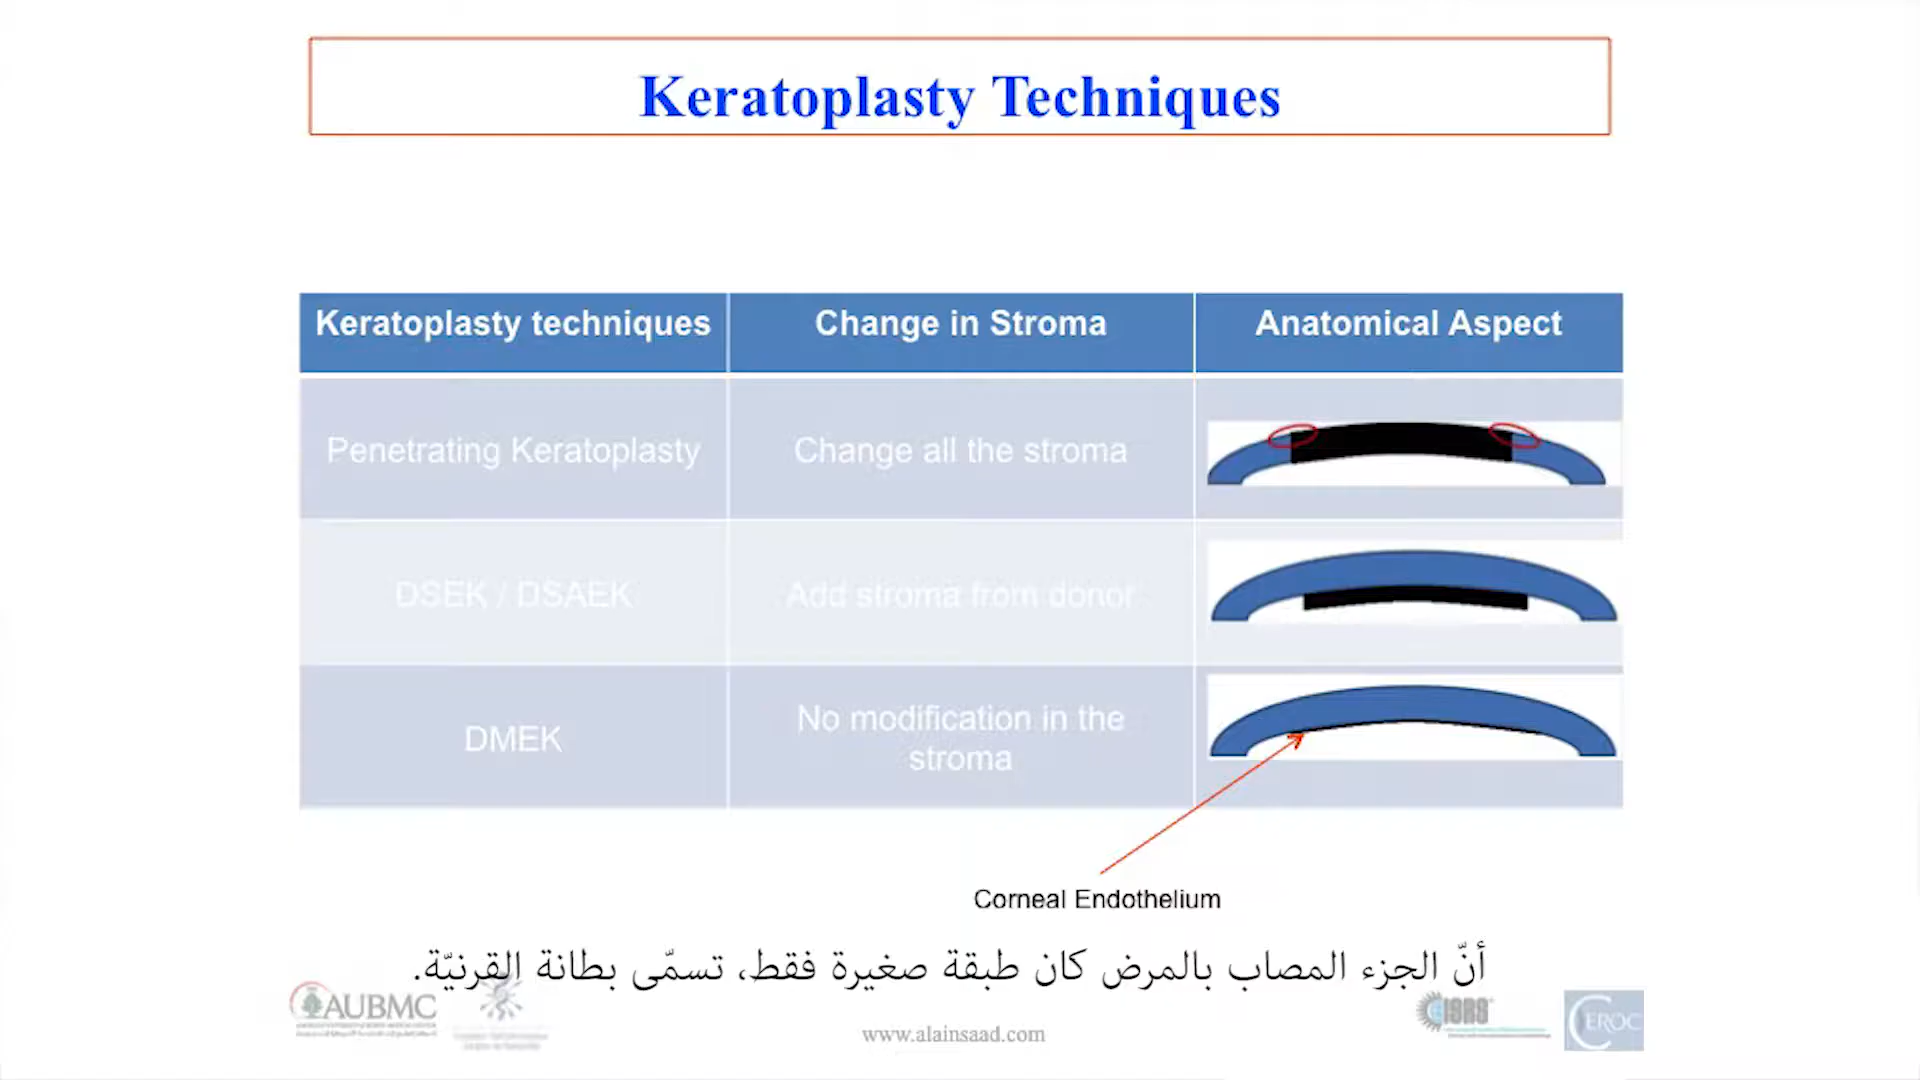 Keratoplasty Techniques
Keratoplasty techniques
Change in Stroma
Anatomical Aspect
Penetrating Keratoplasty
Change all the stroma
DSEK / DSAEK
Add stroma from donor
DMEK
No modification in the
stroma
Corneal Endothelium
أنّ الجزء المصاب بالمرض كان طبقة صغيرة فقط، تسمّى بطانة القرنيّة.
AUBMC
www.alainsaad.com
ISRS
CEROC